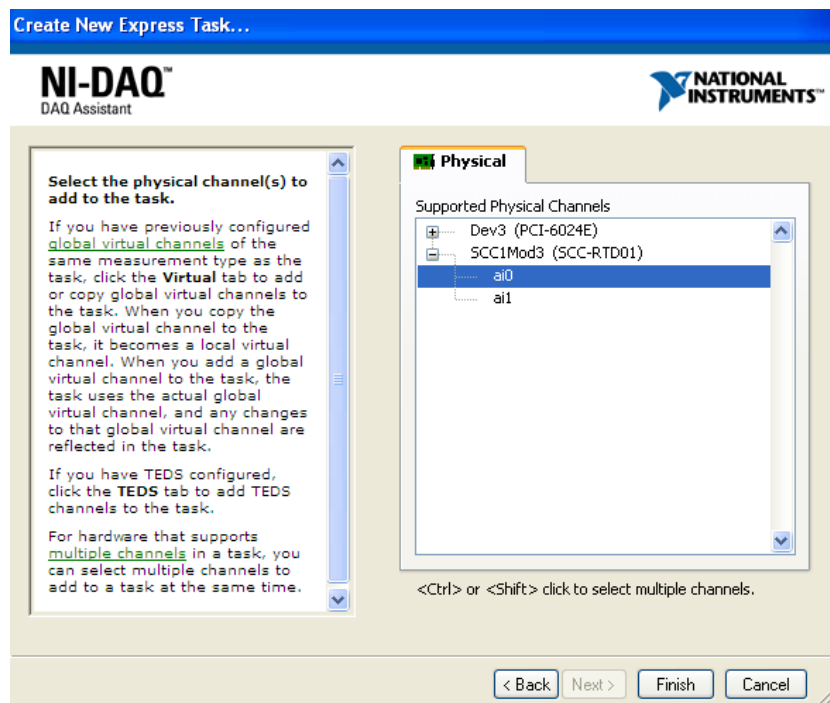 Create New Express Task...
NI-DAQ™
DAQ Assistant
NATIONAL
INSTRUMENTS™
Select the physical channel(s) to
add to the task.
If you have previously configured
global virtual channels of the
same measurement type as the
task, click the Virtual tab to add
or copy global virtual channels to
the task. When you copy the
global virtual channel to the
task, it becomes a local virtual
channel. When you add a global
virtual channel to the task, the
task uses the actual global
virtual channel, and any changes
to that global virtual channel are
reflected in the task.
If you have TEDS configured,
click the TEDS tab to add TEDS
channels to the task.
For hardware that supports
multiple channels in a task, you
can select multiple channels to
add to a task at the same time.
Physical
Supported Physical Channels
Dev3 (PCI-6024E)
SCC1Mod3 (SCC-RTD01)
ai0
ai1
<Ctrl> or <Shift> click to select multiple channels.
< Back Next > Finish Cancel